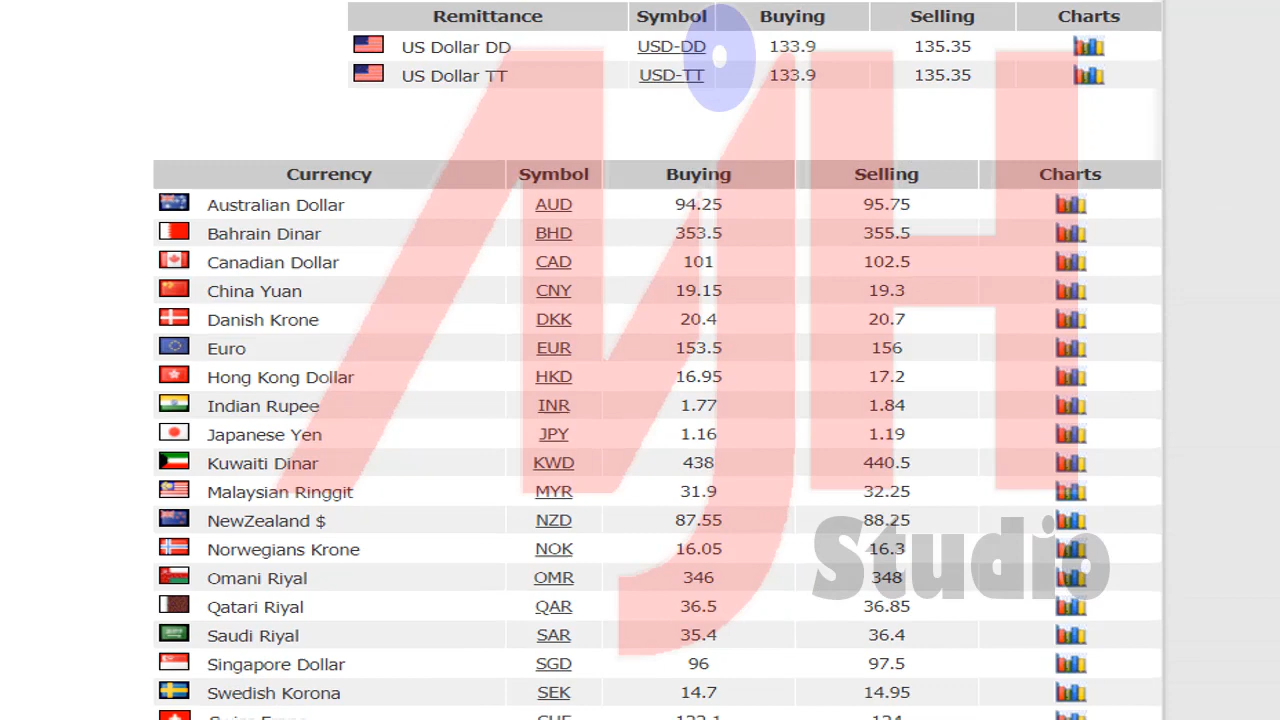 Remittance Symbol Buying Selling Charts
US Dollar DD USD-DD 133.9 135.35
US Dollar TT USD-TT 133.9 135.35
Currency Symbol Buying Selling Charts
Australian Dollar AUD 94.25 95.75
Bahrain Dinar BHD 353.5 355.5
Canadian Dollar CAD 101 102.5
China Yuan CNY 19.15 19.3
Danish Krone DKK 20.4 20.7
Euro EUR 153.5 156
Hong Kong Dollar HKD 16.95 17.2
Indian Rupee INR 1.77 1.84
Japanese Yen JPY 1.16 1.19
Kuwaiti Dinar KWD 438 440.5
Malaysian Ringgit MYR 31.9 32.25
NewZealand $ NZD 87.55 88.25
Norwegians Krone NOK 16.05 16.3
Omani Riyal OMR 346 348
Qatari Riyal QAR 36.5 36.85
Saudi Riyal SAR 35.4 36.4
Singapore Dollar SGD 96 97.5
Swedish Korona SEK 14.7 14.95
MjH
Studio